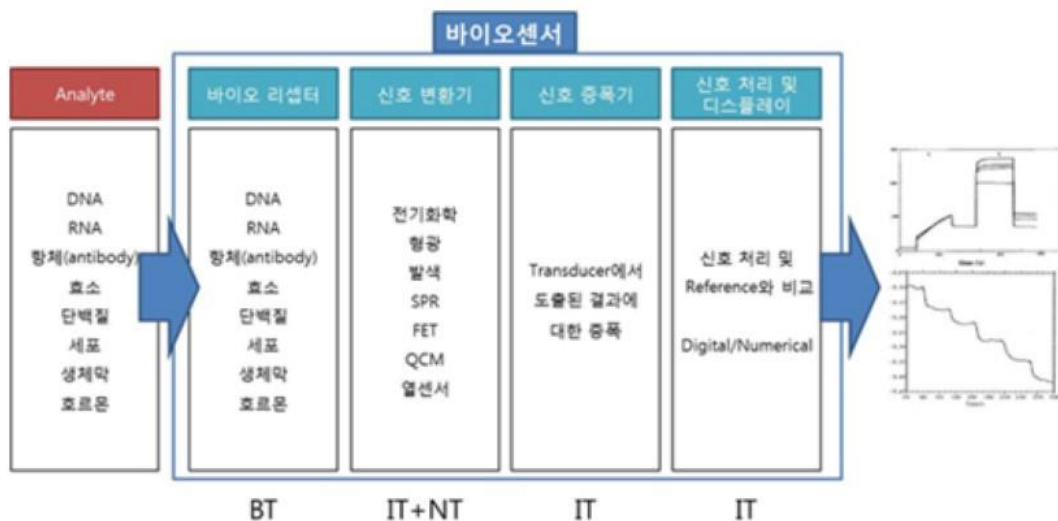 바이오센서
Analyte
바이오 리셉터
신호 변환기
신호 증폭기
신호 처리 및
디스플레이
DNA
RNA
항체(antibody)
효소
단백질
세포
생체막
호르몬
DNA
RNA
항체(antibody)
효소
단백질
세포
생체막
호르몬
전기화학
형광
발색
SPR
FET
QCM
열센서
Transducer에서
도출된 결과에
대한 증폭
신호 처리 및
Reference와 비교
Digital/Numerical
BT
IT+NT
IT
IT